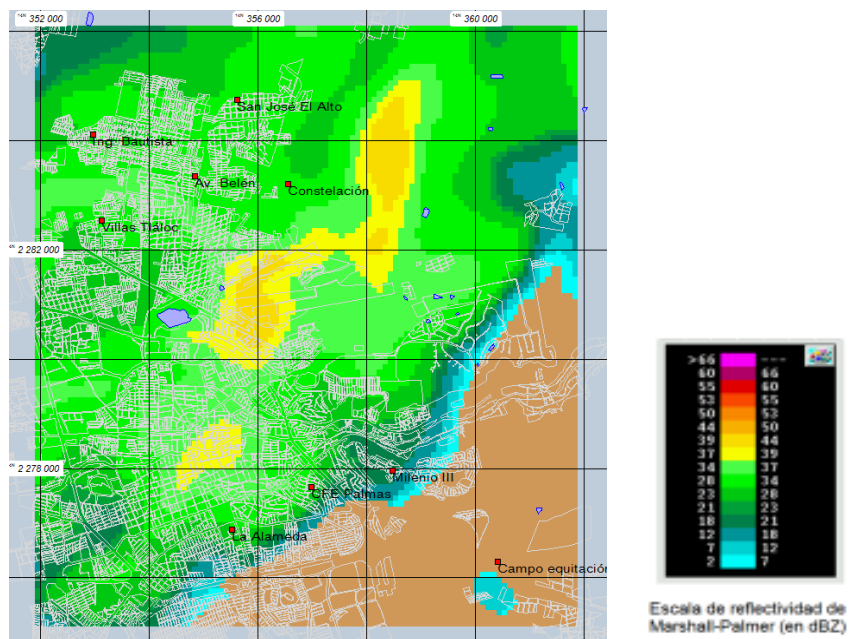 352 000
356 000
360 000
San José El Alto
Ing. Bautista
Av. Belén
Constelación
Villas Tlaloc
2 282 000
2 278 000
Milenio III
CFE Palmas
La Alameda
Campo equitación
>66 ---
60 66
55 60
53 55
50 53
44 50
39 44
37 39
34 37
28 34
23 28
21 23
18 21
12 18
7 12
2 7
Escala de reflectividad de
Marshall-Palmer (en dBZ)